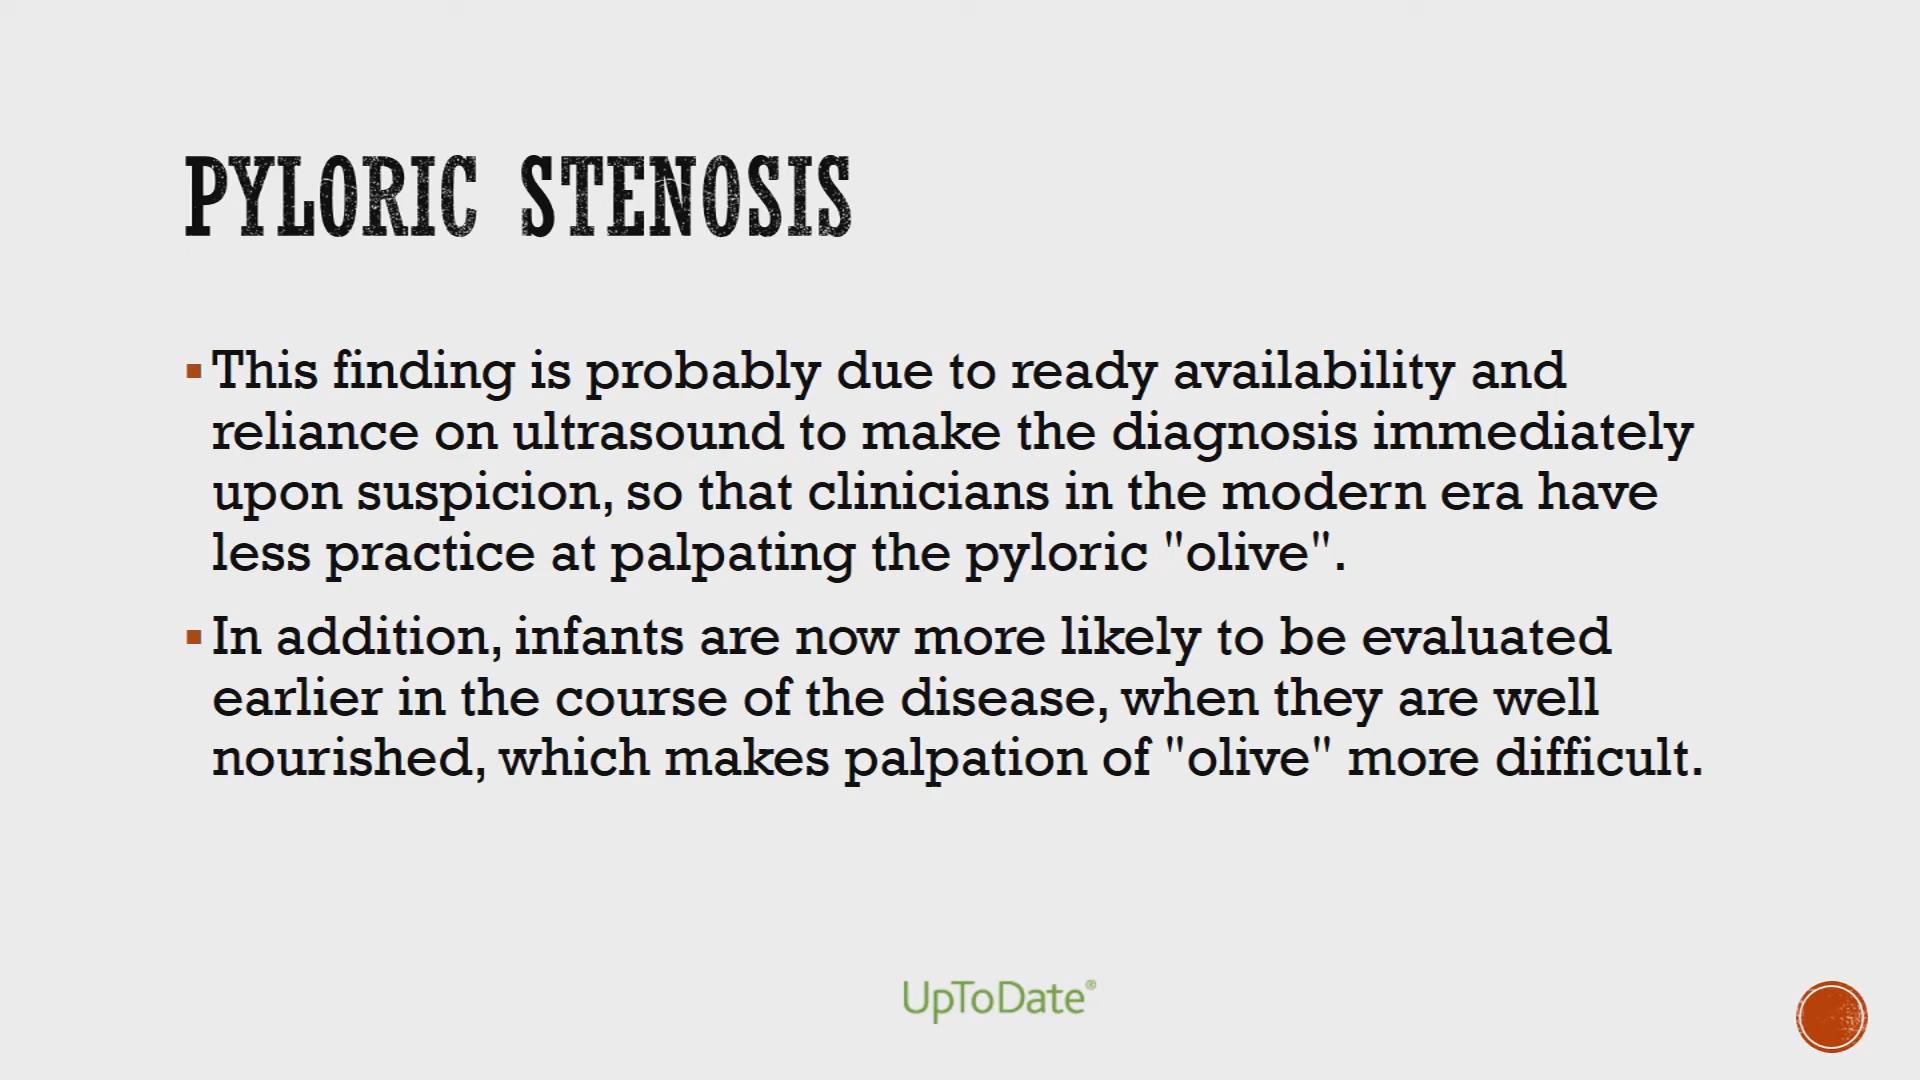 PYLORIC STENOSIS
▪ This finding is probably due to ready availability and
reliance on ultrasound to make the diagnosis immediately
upon suspicion, so that clinicians in the modern era have
less practice at palpating the pyloric "olive".
▪ In addition, infants are now more likely to be evaluated
earlier in the course of the disease, when they are well
nourished, which makes palpation of "olive" more difficult.
UpToDate®